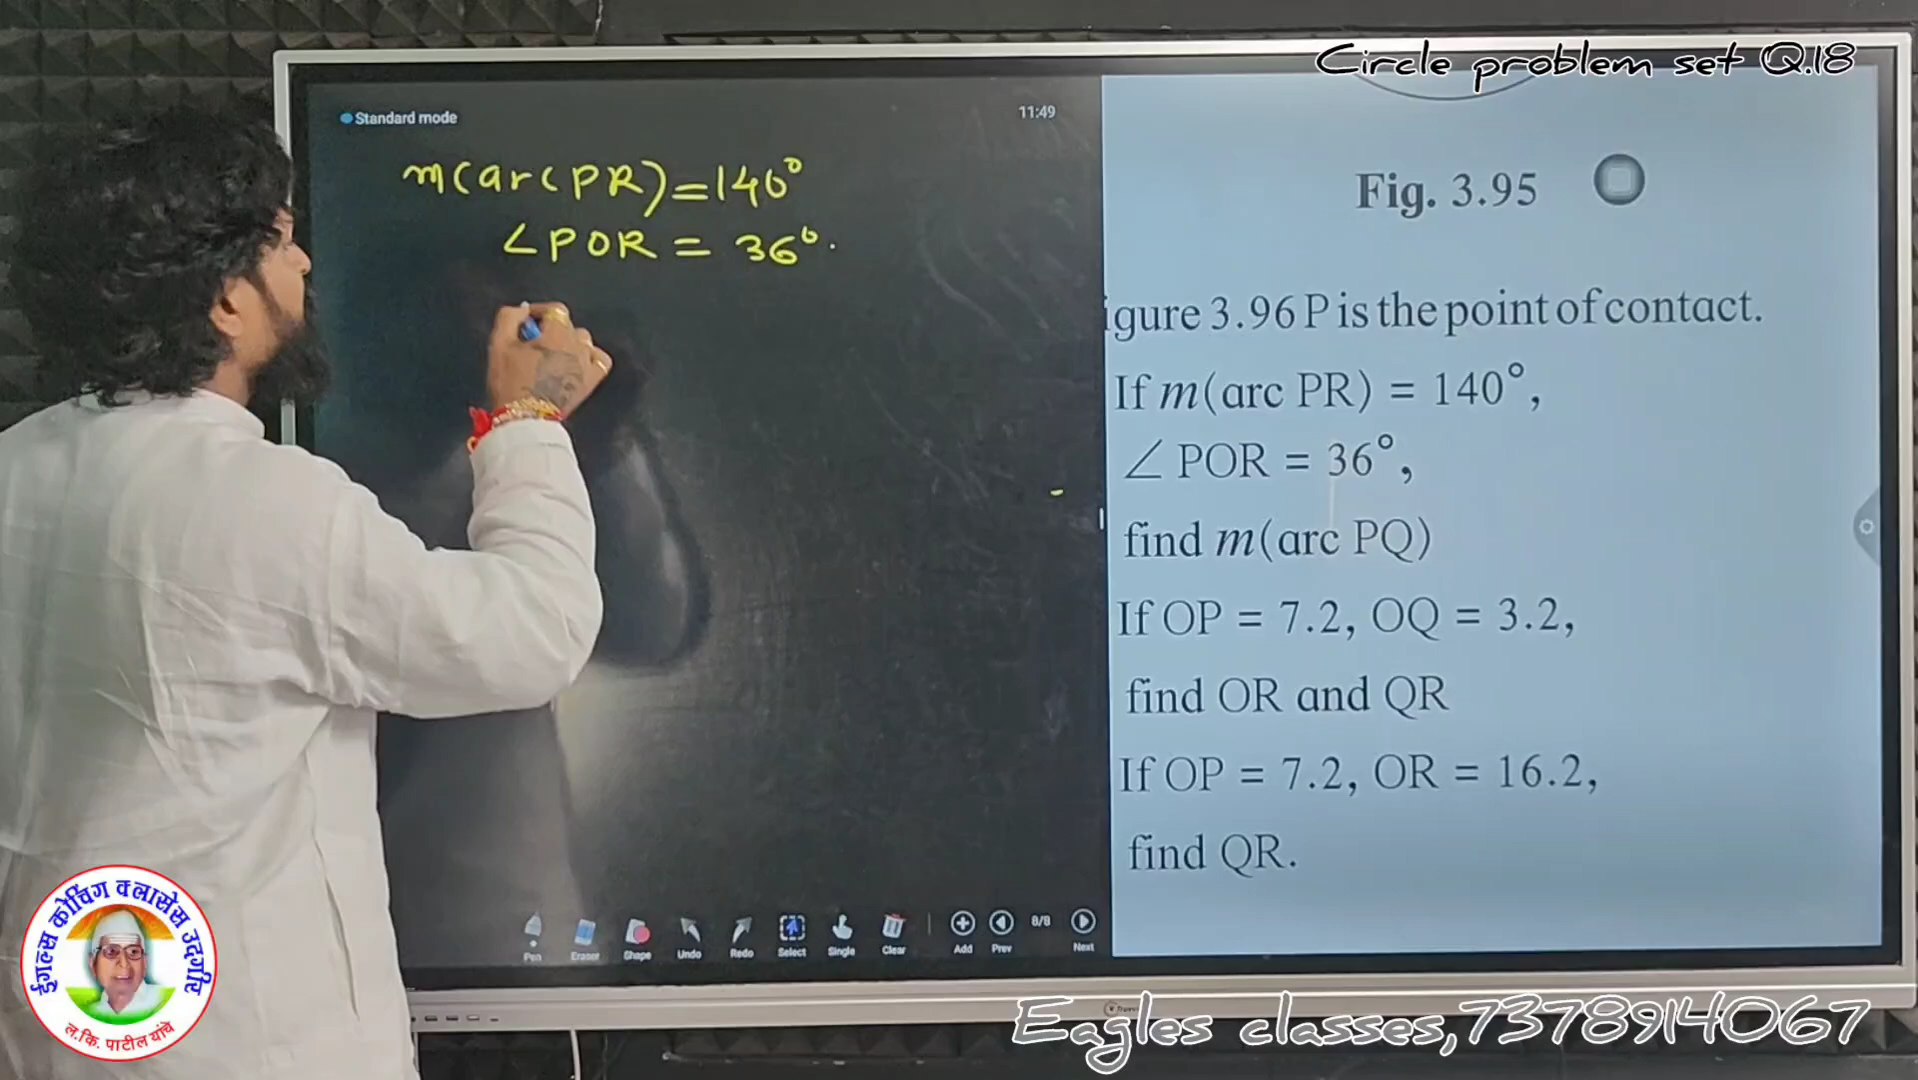 Circle problem set Q.18
Standard mode
11:49
m(arc PR) = 140°
∠POR = 36°.
Fig. 3.95
igure 3.96 P is the point of contact.
If m(arc PR) = 140°,
∠ POR = 36°,
find m(arc PQ)
If OP = 7.2, OQ = 3.2,
find OR and QR
If OP = 7.2, OR = 16.2,
find QR.
Pen Eraser Shape Undo Redo Select Single Clear Add Prev 8/8 Next
ईगल्स कोचिंग क्लासेस उदगीर
ल.कि. पाटील यांचे
Eagles classes,7378914067